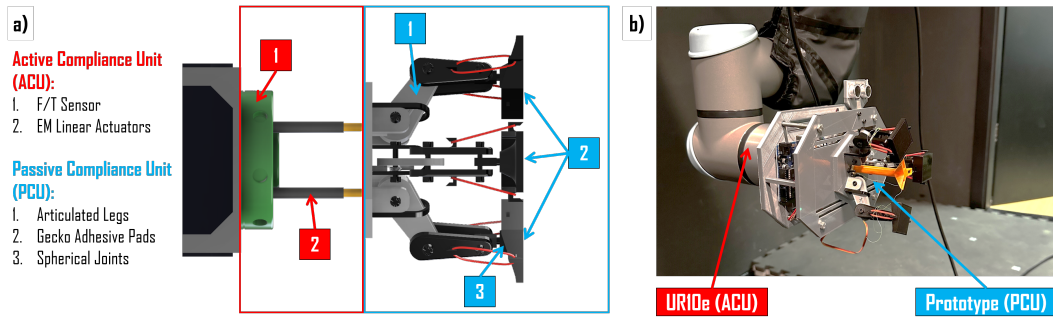 a)
Active Compliance Unit
(ACU):
1. F/T Sensor
2. EM Linear Actuators
Passive Compliance Unit
(PCU):
1. Articulated Legs
2. Gecko Adhesive Pads
3. Spherical Joints
1
2
1
2
3
b)
UR10e (ACU)
Prototype (PCU)